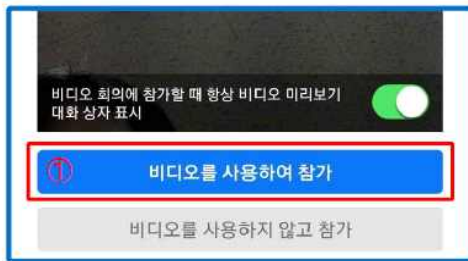 비디오 회의에 참가할 때 항상 비디오 미리보기
대화 상자 표시
① 비디오를 사용하여 참가
비디오를 사용하지 않고 참가